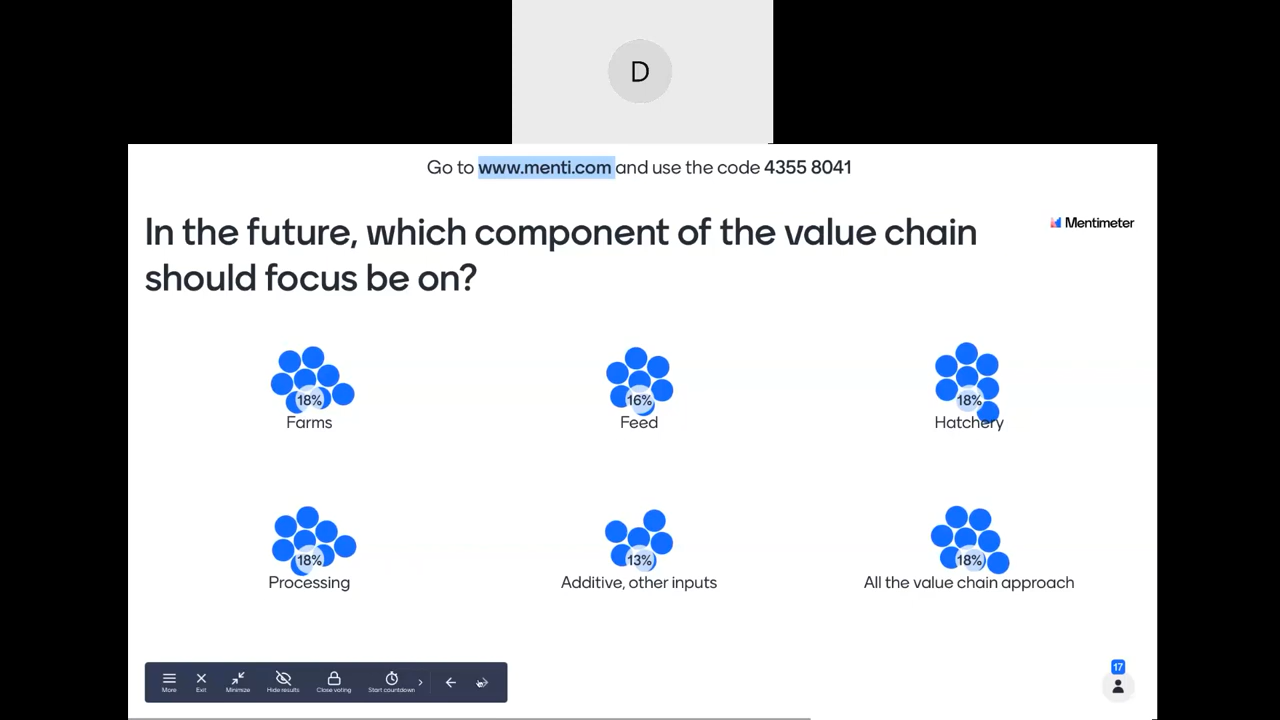 D
Go to www.menti.com and use the code 4355 8041
In the future, which component of the value chain
should focus be on?
Mentimeter
18%
Farms
16%
Feed
18%
Hatchery
18%
Processing
13%
Additive, other inputs
18%
All the value chain approach
More
Exit
Minimize
Hide results
Close voting
Start countdown
17